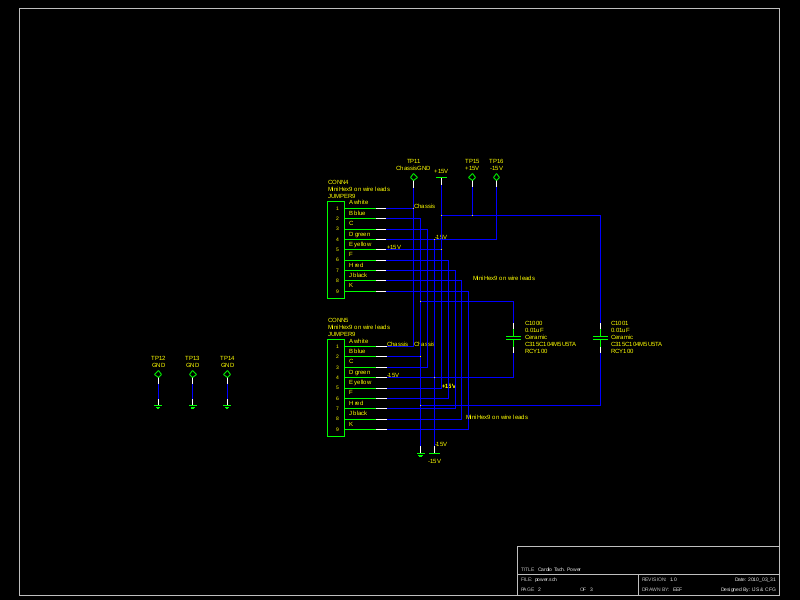 TP11
ChassisGND
+15V
TP15
+15V
TP16
-15V
CONN4
MiniHex9 on wire leads
JUMPER9
1
A white
Chassis
2
B blue
3
C
4
D green
-15V
5
E yellow
+15V
6
F
7
H red
8
J black
MiniHex9 on wire leads
9
K
CONN5
MiniHex9 on wire leads
JUMPER9
C1000
0.01uF
Ceramic
C315C104M5U5TA
RCY100
C1001
0.01uF
Ceramic
C315C104M5U5TA
RCY100
1
A white
Chassis
Chassis
2
B blue
3
C
4
D green
-15V
5
E yellow
+15V
6
F
7
H red
8
J black
MiniHex9 on wire leads
9
K
-15V
-15V
TP12
GND
TP13
GND
TP14
GND
TITLE: Cardio Tach. Power
FILE: power.sch
REVISION: 1.0
Date: 2010_03_31
PAGE 2 OF 3
DRAWN BY: EEF
Designed By: IJS & CFG